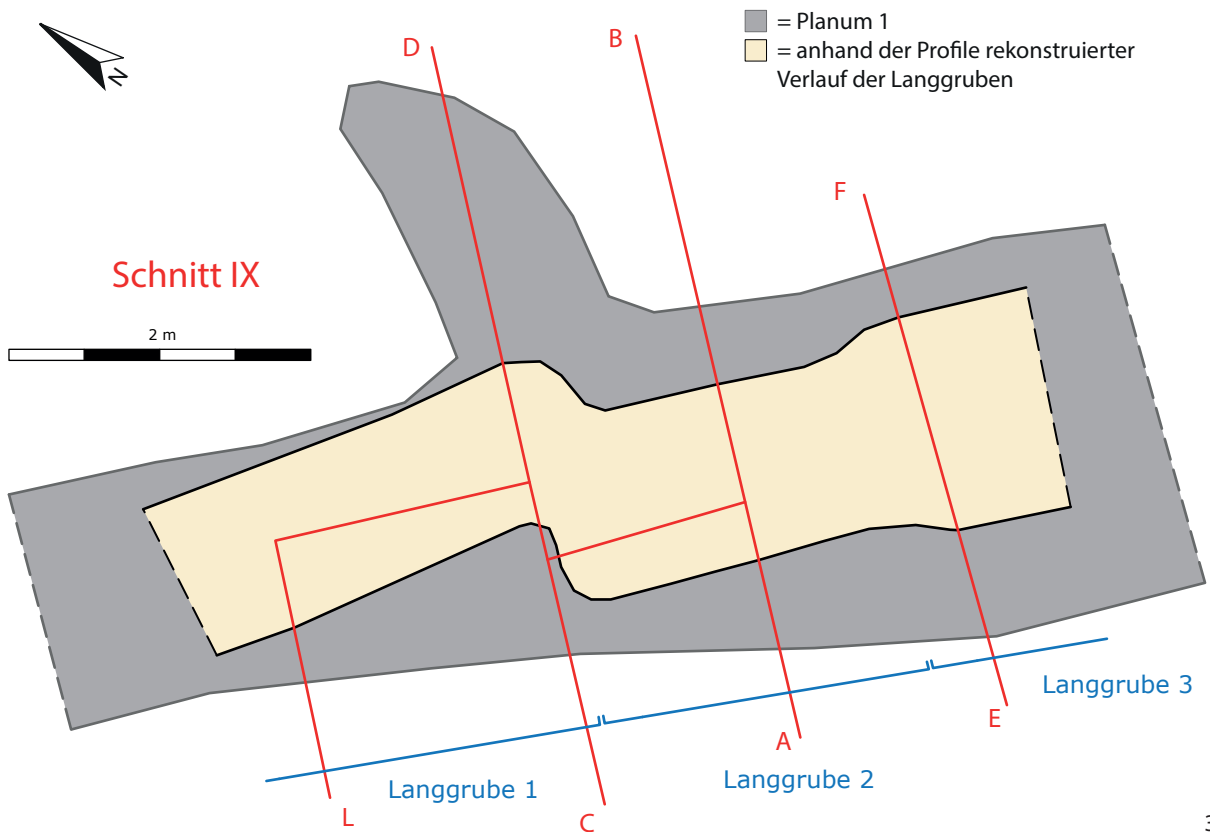 = Planum 1
= anhand der Profile rekonstruierter
Verlauf der Langgruben
N
D
B
F
Schnitt IX
2 m
Langgrube 3
E
A
Langgrube 2
Langgrube 1
L
C